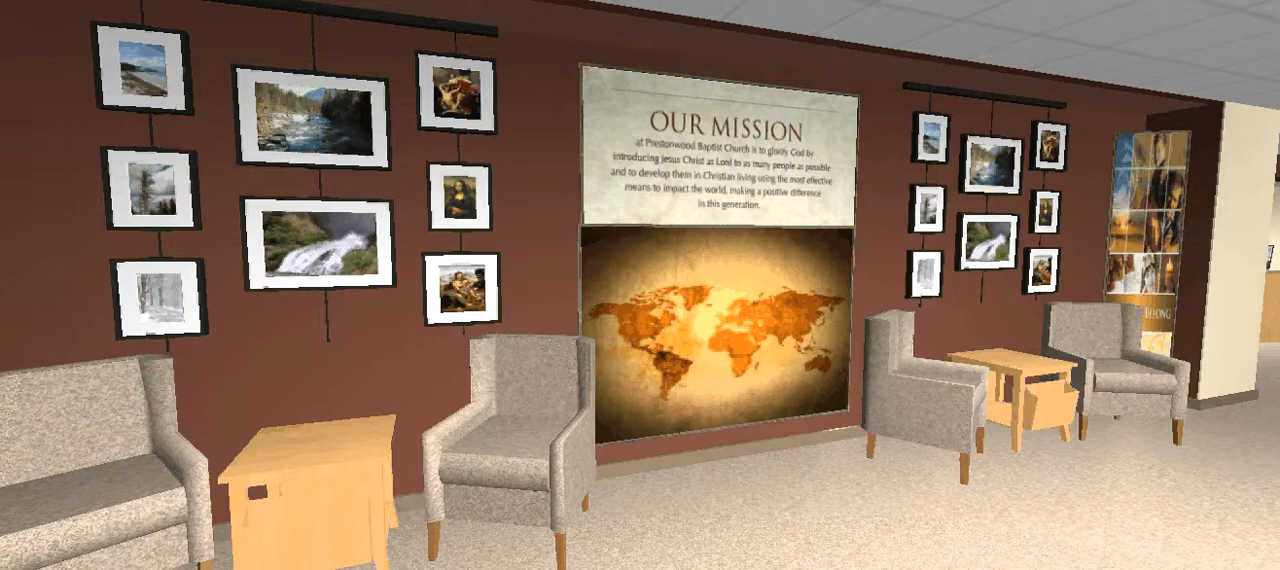 OUR MISSION
at Prestonwood Baptist Church is to glorify God by
introducing Jesus Christ as Lord to as many people as possible
and to develop them in Christian living using the most effective
means to impact the world, making a positive difference
in this generation.